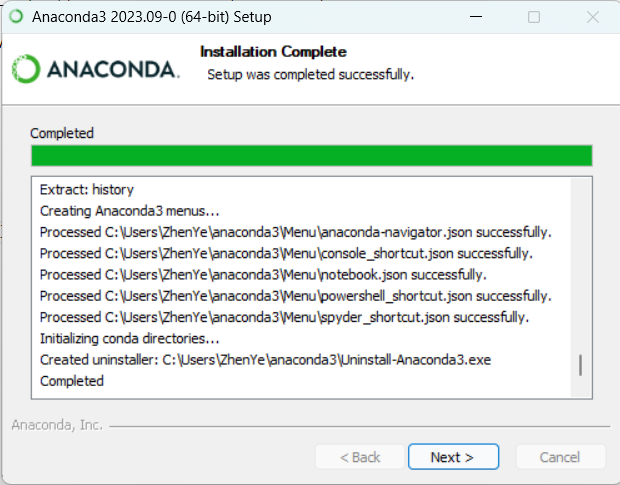 Anaconda3 2023.09-0 (64-bit) Setup
ANACONDA.
Installation Complete
Setup was completed successfully.
Completed
Extract: history
Creating Anaconda3 menus...
Processed C:\Users\ZhenYe\anaconda3\Menu\anaconda-navigator.json successfully.
Processed C:\Users\ZhenYe\anaconda3\Menu\console_shortcut.json successfully.
Processed C:\Users\ZhenYe\anaconda3\Menu\notebook.json successfully.
Processed C:\Users\ZhenYe\anaconda3\Menu\powershell_shortcut.json successfully.
Processed C:\Users\ZhenYe\anaconda3\Menu\spyder_shortcut.json successfully.
Initializing conda directories...
Created uninstaller: C:\Users\ZhenYe\anaconda3\Uninstall-Anaconda3.exe
Completed
Anaconda, Inc.
< Back Next > Cancel